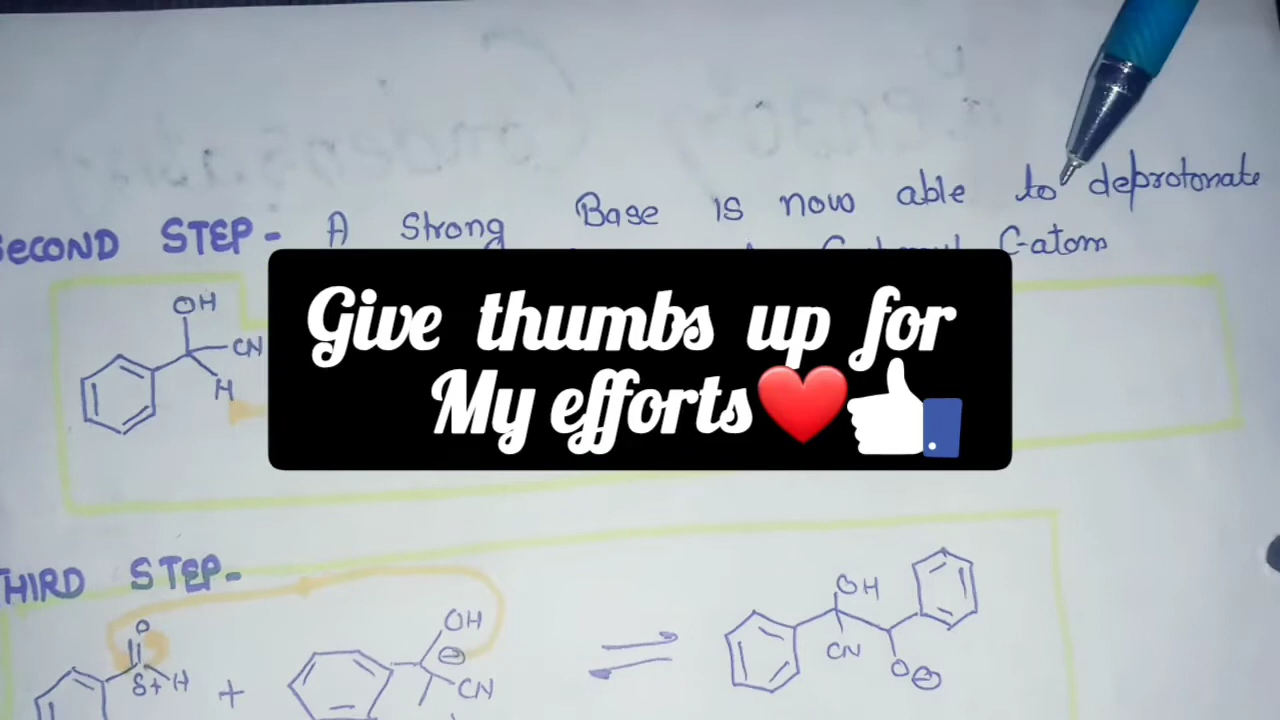 SECOND STEP- A Strong Base is now able to deprotonate
C-atom
OH
CN
H
Give thumbs up for
My efforts
THIRD STEP-
O
δ+ H
+
OH
⊖
CN
OH
CN
O⊖